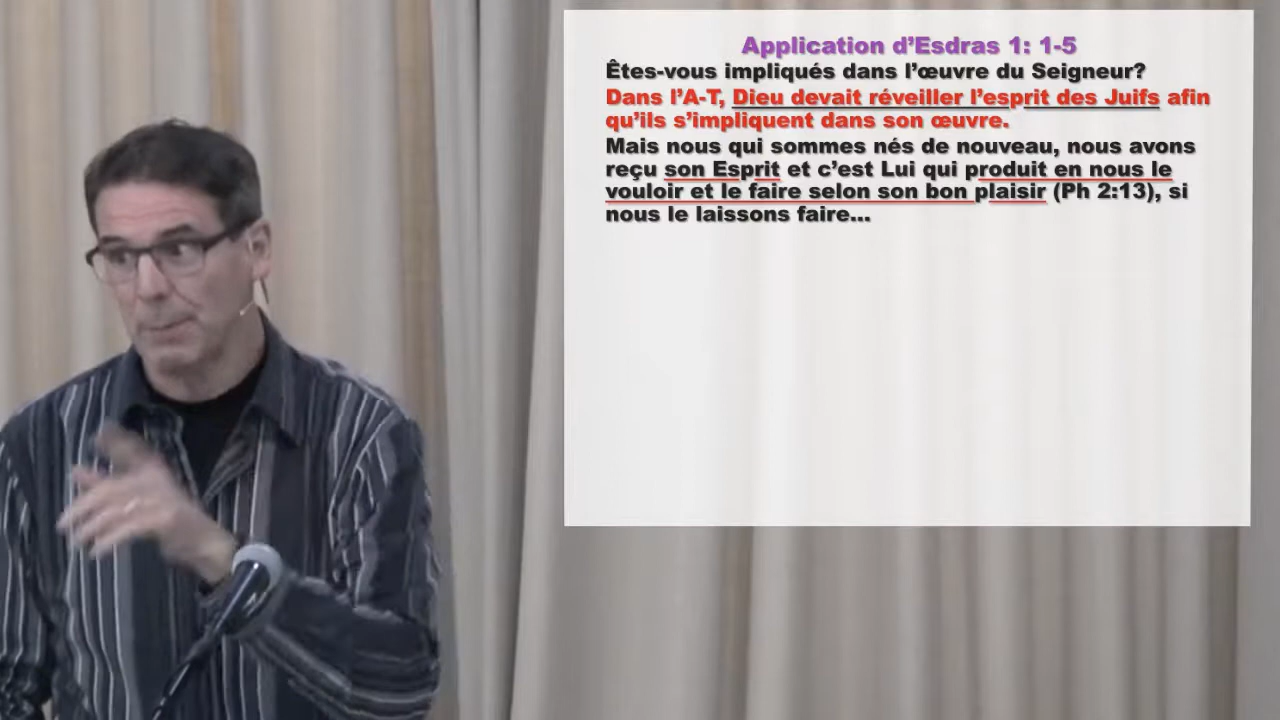 Application d'Esdras 1: 1-5
Êtes-vous impliqués dans l'œuvre du Seigneur?
Dans l'A-T, Dieu devait réveiller l'esprit des Juifs afin
qu'ils s'impliquent dans son œuvre.
Mais nous qui sommes nés de nouveau, nous avons
reçu son Esprit et c'est Lui qui produit en nous le
vouloir et le faire selon son bon plaisir (Ph 2:13), si
nous le laissons faire...